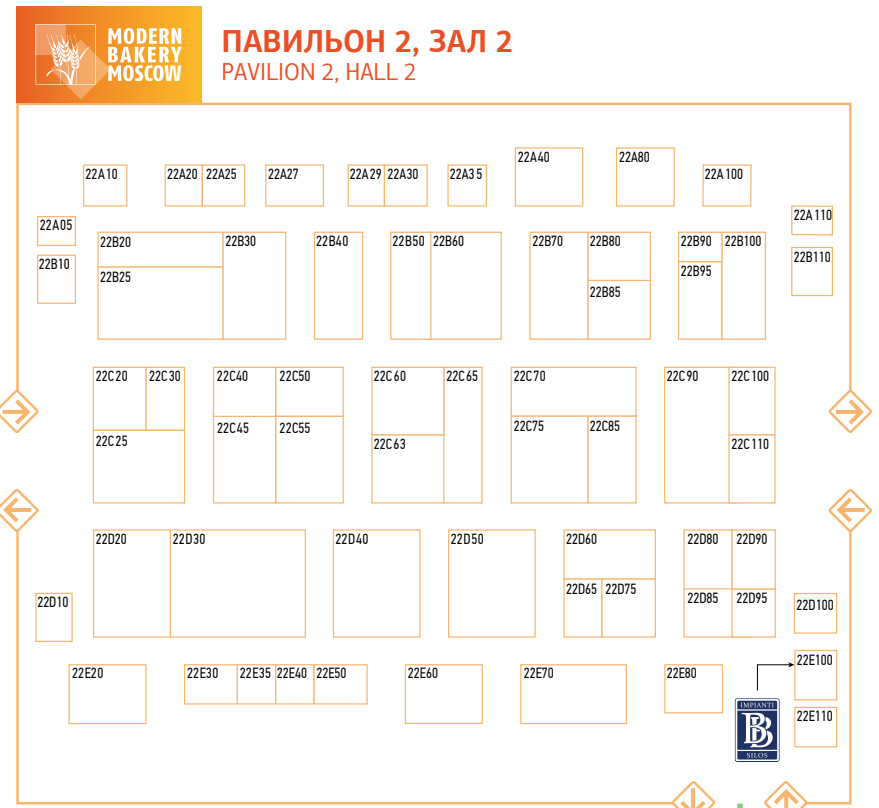 MODERN
BAKERY
MOSCOW
ПАВИЛЬОН 2, ЗАЛ 2
PAVILION 2, HALL 2
22A40 22A80
22A10 22A20 22A25 22A27 22A29 22A30 22A35 22A100
22A05 22A110
22B20 22B30 22B40 22B50 22B60 22B70 22B80 22B90 22B100
22B10 22B110
22B25 22B95
22B85
22C20 22C30 22C40 22C50 22C60 22C65 22C70 22C90 22C100
22C25 22C45 22C55 22C63 22C75 22C85 22C110
22D20 22D30 22D40 22D50 22D60 22D80 22D90
22D65 22D75 22D85 22D95
22D10 22D100
22E100
22E20 22E30 22E35 22E40 22E50 22E60 22E70 22E80
IMPIANTI
BB
SILOS
22E110